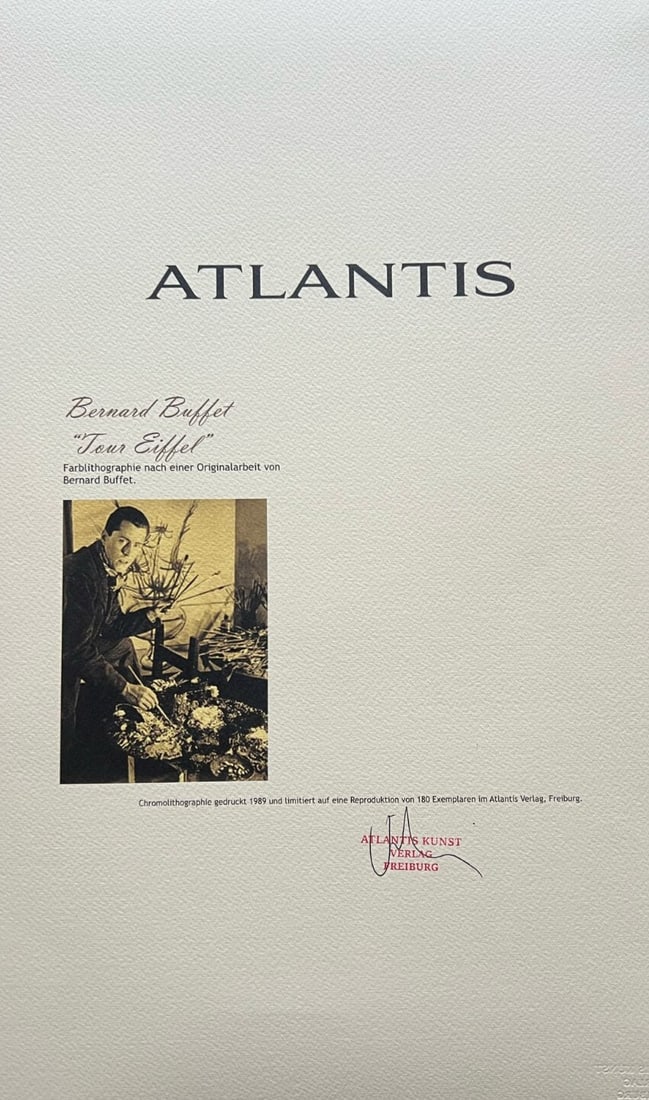 ATLANTIS
Bernard Buffet
“Tour Eiffel”
Farblithographie nach einer Originalarbeit von
Bernard Buffet.
Chromolithographie gedruckt 1989 und limitiert auf eine Reproduktion von 180 Exemplaren im Atlantis Verlag, Freiburg.
ATLANTIS KUNST
VERLAG
FREIBURG